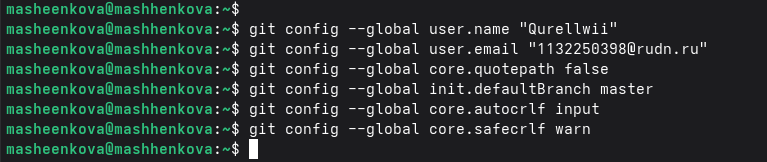 masheenkova@mashhenkova:~$
masheenkova@mashhenkova:~$ git config --global user.name "Qurellwii"
masheenkova@mashhenkova:~$ git config --global user.email "1132250398@rudn.ru"
masheenkova@mashhenkova:~$ git config --global core.quotepath false
masheenkova@mashhenkova:~$ git config --global init.defaultBranch master
masheenkova@mashhenkova:~$ git config --global core.autocrlf input
masheenkova@mashhenkova:~$ git config --global core.safecrlf warn
masheenkova@mashhenkova:~$